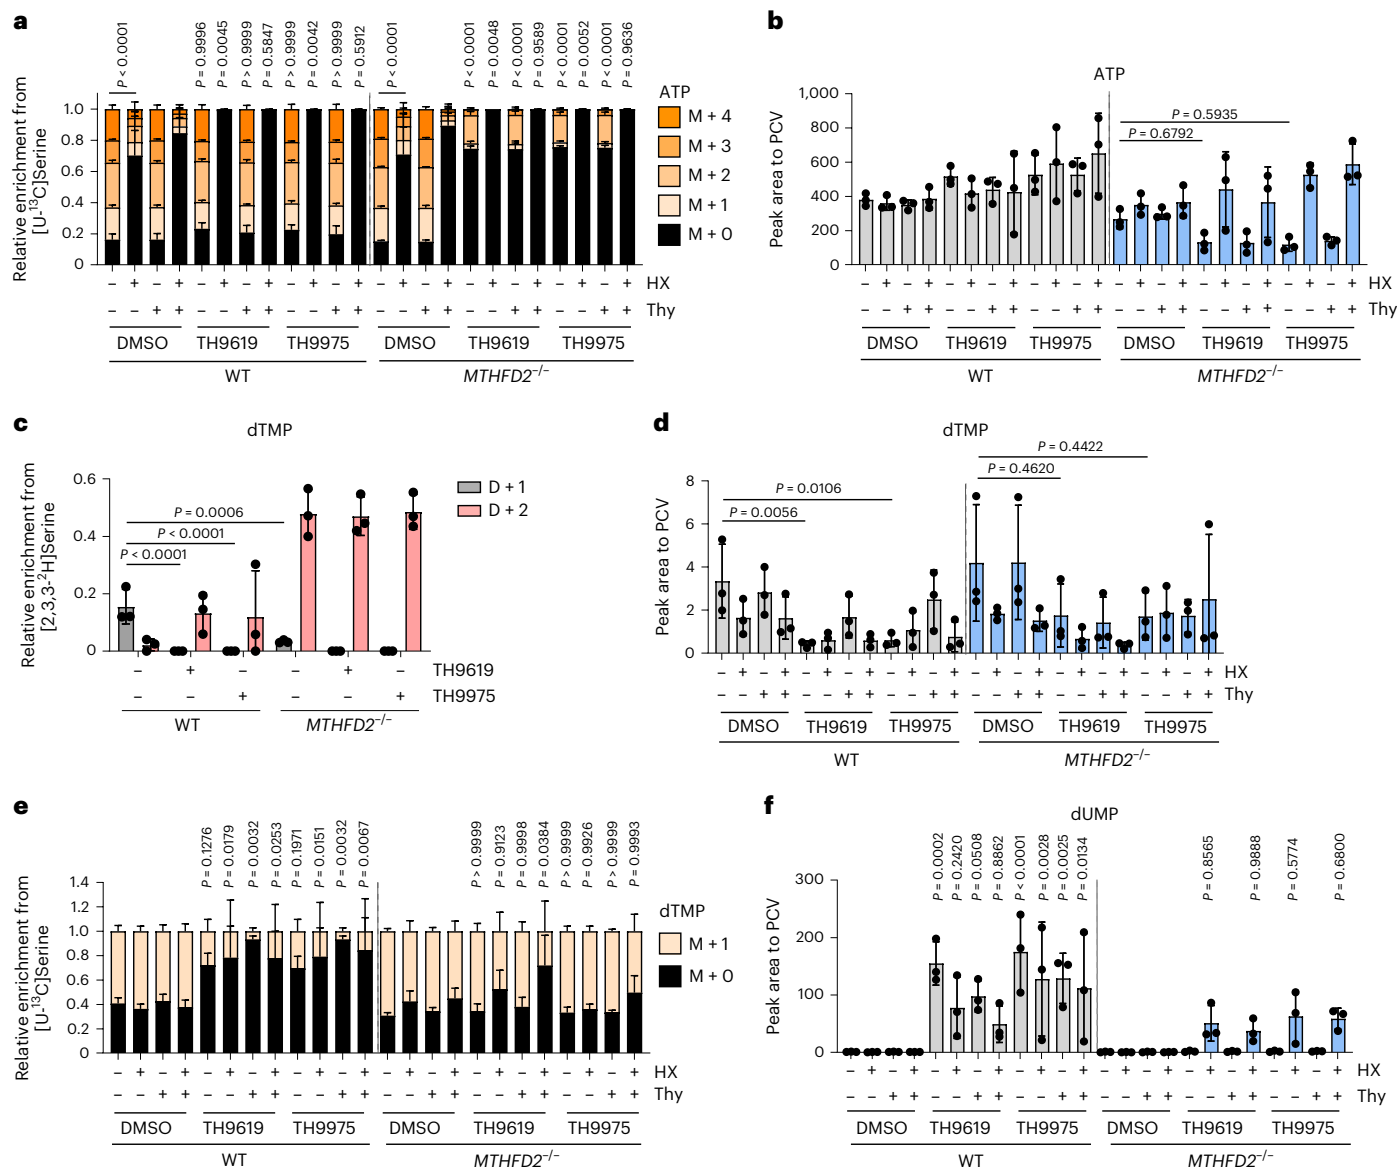 a
Relative enrichment from
[U-¹³C]Serine
P < 0.0001
P = 0.9996
P = 0.0045
P > 0.9999
P = 0.5847
P > 0.9999
P = 0.0042
P > 0.9999
P = 0.5912
P < 0.0001
P < 0.0001
P = 0.0048
P < 0.0001
P = 0.9589
P < 0.0001
P = 0.0052
P < 0.0001
P = 0.9636
1.0
0.8
0.6
0.4
0.2
0
ATP
M + 4
M + 3
M + 2
M + 1
M + 0
– + – + – + – + – + – + – + – + – + – + – + – + HX
– – + + – – + + – – + + – – + + – – + + – – + + Thy
DMSO TH9619 TH9975 DMSO TH9619 TH9975
WT MTHFD2⁻/⁻
b
ATP
Peak area to PCV
1,000
800
600
400
200
0
P = 0.5935
P = 0.6792
– + – + – + – + – + – + – + – + – + – + – + – + HX
– – + + – – + + – – + + – – + + – – + + – – + + Thy
DMSO TH9619 TH9975 DMSO TH9619 TH9975
WT MTHFD2⁻/⁻
c
dTMP
Relative enrichment from
[2,3,3-²H]Serine
0.6
0.4
0.2
0
P = 0.0006
P < 0.0001
P < 0.0001
D + 1
D + 2
– + – – + – TH9619
– – + – – + TH9975
WT MTHFD2⁻/⁻
d
dTMP
Peak area to PCV
8
6
4
2
0
P = 0.0106
P = 0.0056
P = 0.4422
P = 0.4620
– + – + – + – + – + – + – + – + – + – + – + – + HX
– – + + – – + + – – + + – – + + – – + + – – + + Thy
DMSO TH9619 TH9975 DMSO TH9619 TH9975
WT MTHFD2⁻/⁻
e
Relative enrichment from
[U-¹³C]Serine
P = 0.1276
P = 0.0179
P = 0.0032
P = 0.0253
P = 0.1971
P = 0.0151
P = 0.0032
P = 0.0067
P > 0.9999
P = 0.9123
P = 0.9998
P = 0.0384
P > 0.9999
P = 0.9926
P > 0.9999
P = 0.9993
1.4
1.2
1.0
0.8
0.6
0.4
0.2
0
dTMP
M + 1
M + 0
– + – + – + – + – + – + – + – + – + – + – + – + HX
– – + + – – + + – – + + – – + + – – + + – – + + Thy
DMSO TH9619 TH9975 DMSO TH9619 TH9975
WT MTHFD2⁻/⁻
f
dUMP
Peak area to PCV
P = 0.0002
P = 0.2420
P = 0.0508
P = 0.8862
P < 0.0001
P = 0.0028
P = 0.0025
P = 0.0134
P = 0.8565
P = 0.9888
P = 0.5774
P = 0.6800
300
200
100
0
– + – + – + – + – + – + – + – + – + – + – + – + HX
– – + + – – + + – – + + – – + + – – + + – – + + Thy
DMSO TH9619 TH9975 DMSO TH9619 TH9975
WT MTHFD2⁻/⁻